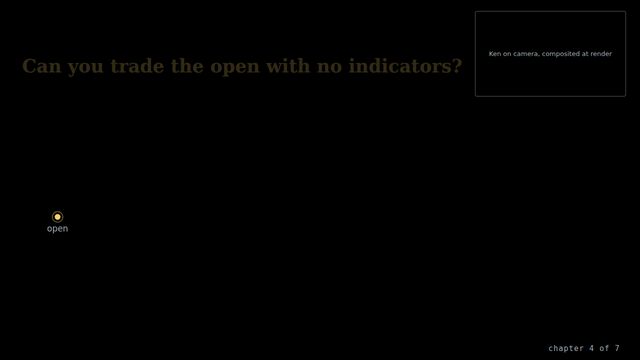 Ken on camera, composited at render
Can you trade the open with no indicators?
open
chapter 4 of 7